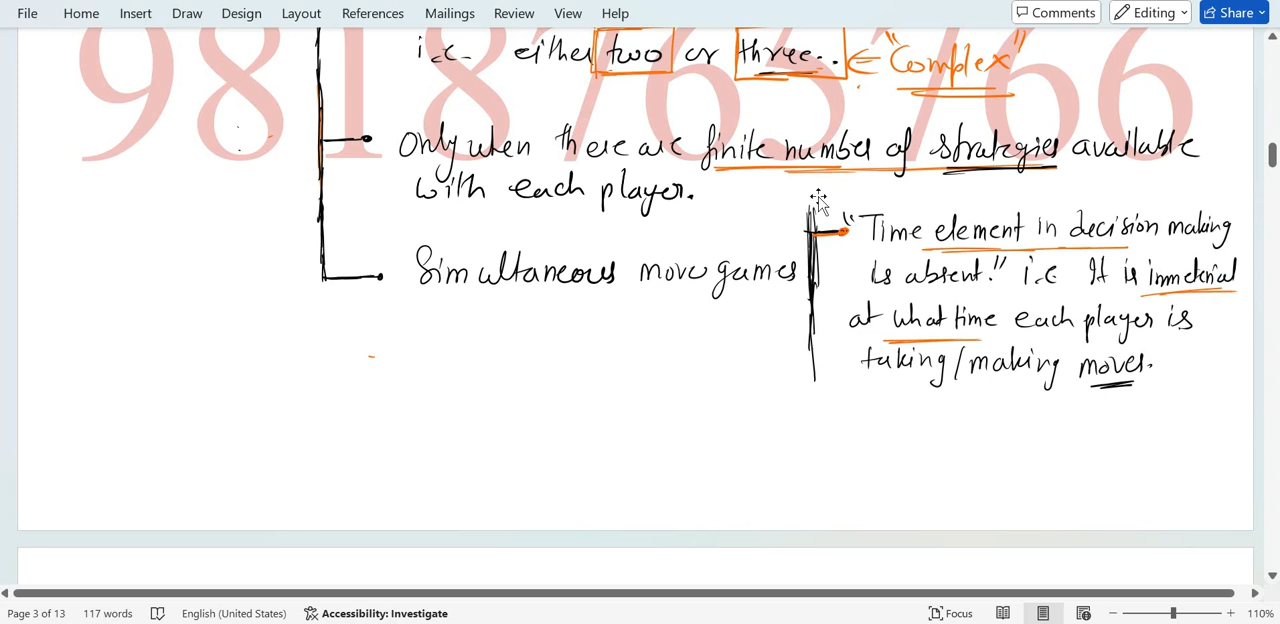 File Home Insert Draw Design Layout References Mailings Review View Help Comments Editing Share
9818763766
i.e. either two or three.. ∈ "Complex"
Only when there are finite number of strategies available
with each player.
Simultaneous move games
"Time element in decision making
is absent." i.e It is immeterial
at what time each player is
taking/making moves.
Page 3 of 13 117 words English (United States) Accessibility: Investigate Focus 110%